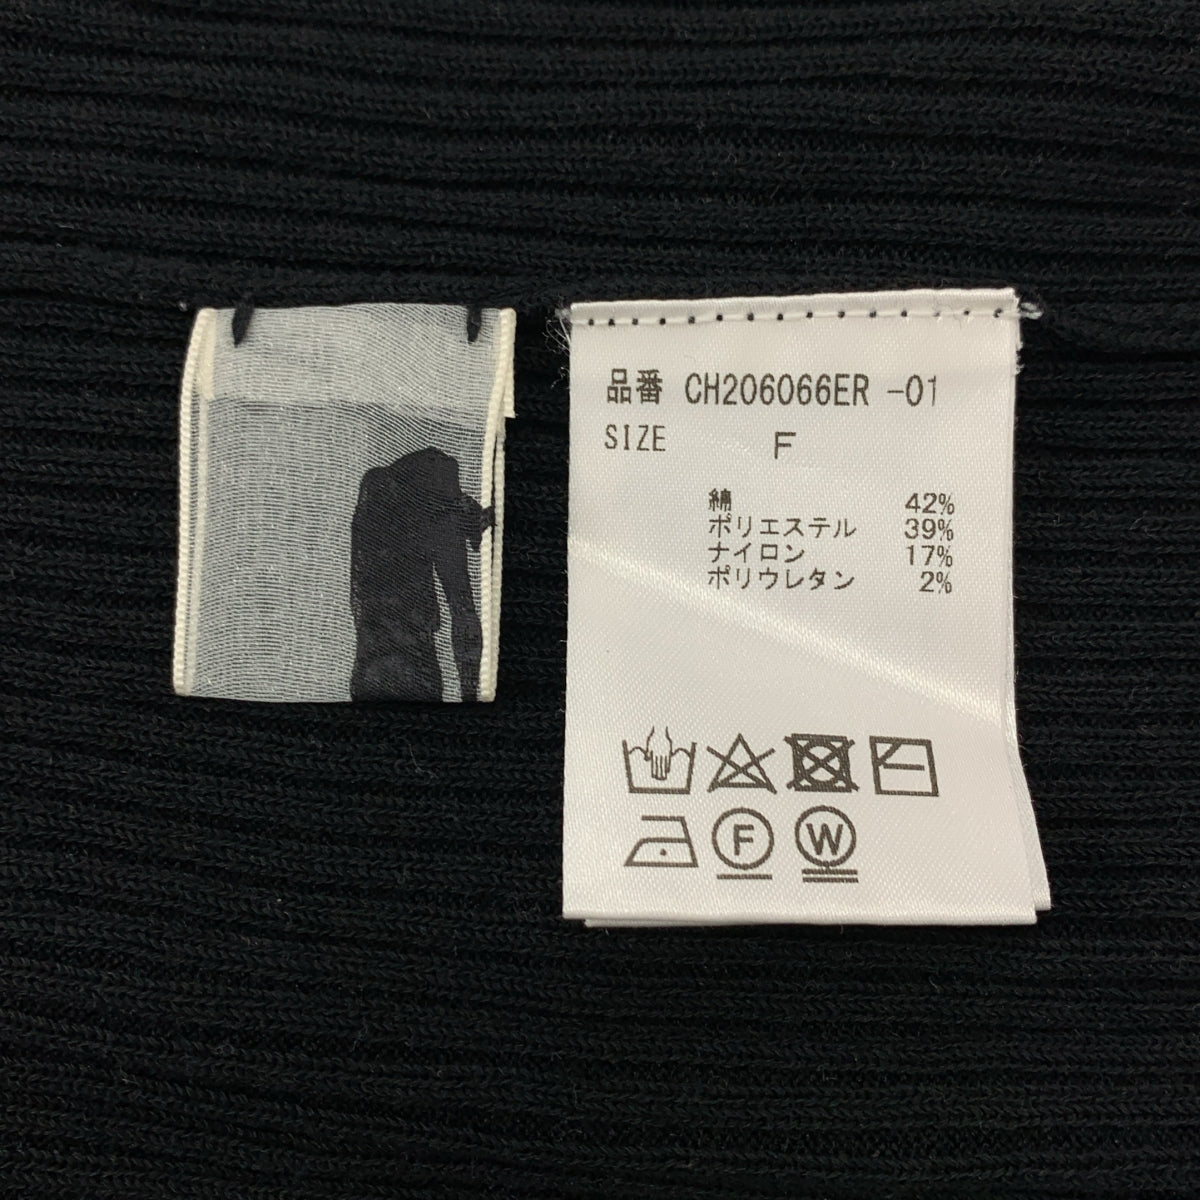 品番 CH206066ER -01
SIZE F
綿 42%
ポリエステル 39%
ナイロン 17%
ポリウレタン 2%
F W